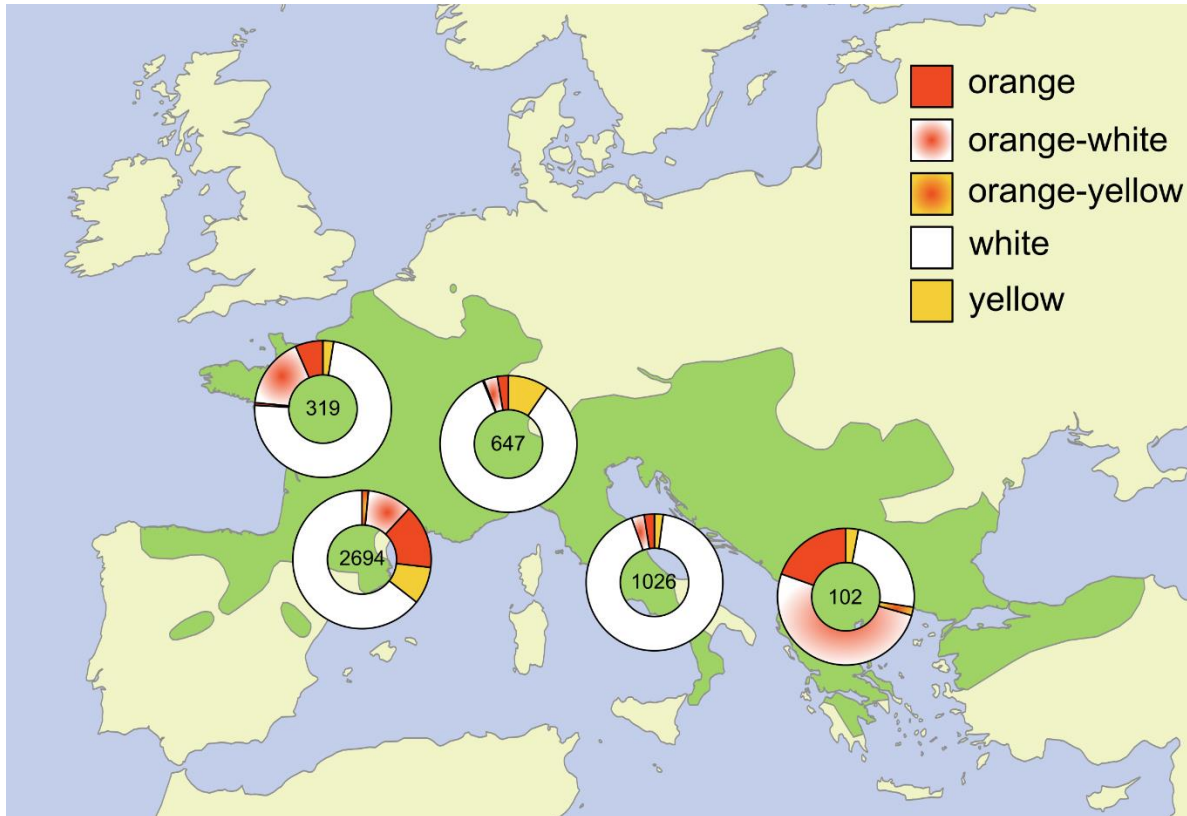 orange
orange-white
orange-yellow
white
yellow
319
647
2694
1026
102